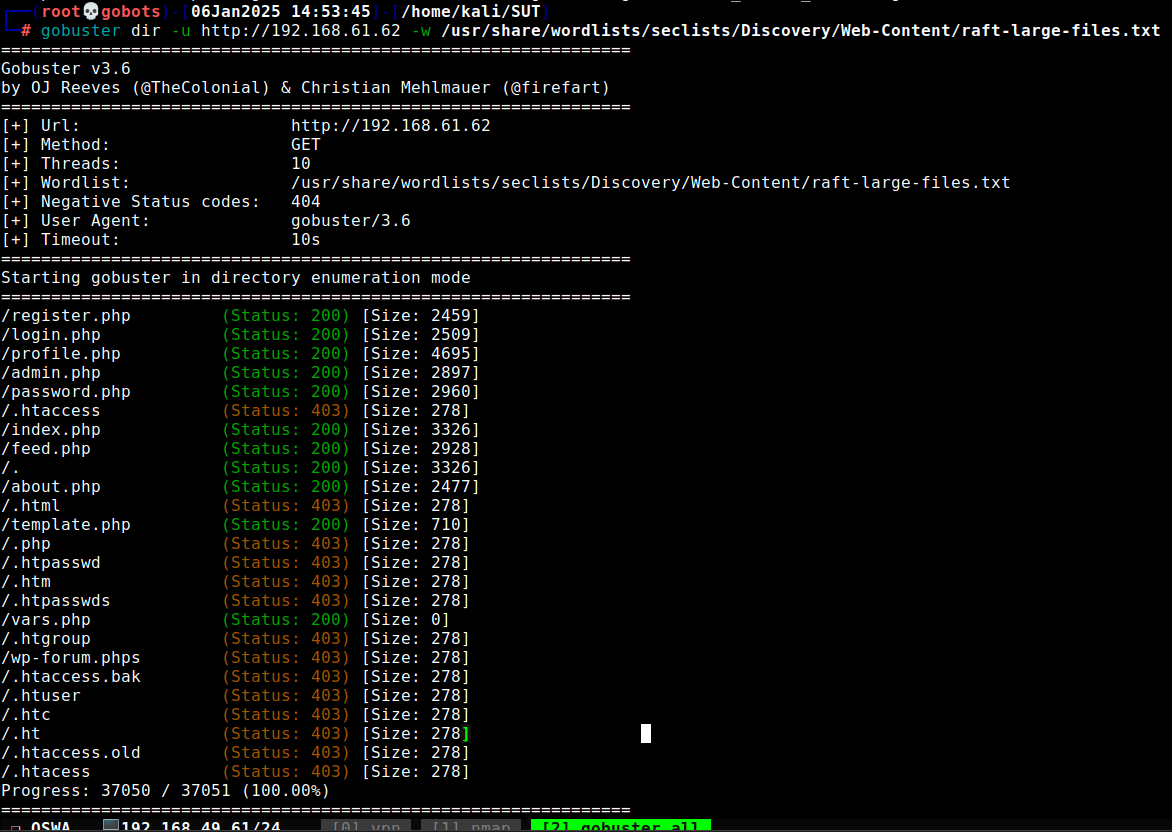 (root💀gobots)-[06Jan2025 14:53:45]-[/home/kali/SUT]
# gobuster dir -u http://192.168.61.62 -w /usr/share/wordlists/seclists/Discovery/Web-Content/raft-large-files.txt
===============================================================
Gobuster v3.6
by OJ Reeves (@TheColonial) & Christian Mehlmauer (@firefart)
===============================================================
[+] Url:                     http://192.168.61.62
[+] Method:                  GET
[+] Threads:                 10
[+] Wordlist:                /usr/share/wordlists/seclists/Discovery/Web-Content/raft-large-files.txt
[+] Negative Status codes:   404
[+] User Agent:              gobuster/3.6
[+] Timeout:                 10s
===============================================================
Starting gobuster in directory enumeration mode
===============================================================
/register.php         (Status: 200) [Size: 2459]
/login.php            (Status: 200) [Size: 2509]
/profile.php          (Status: 200) [Size: 4695]
/admin.php            (Status: 200) [Size: 2897]
/password.php         (Status: 200) [Size: 2960]
/.htaccess            (Status: 403) [Size: 278]
/index.php            (Status: 200) [Size: 3326]
/feed.php             (Status: 200) [Size: 2928]
/.                    (Status: 200) [Size: 3326]
/about.php            (Status: 200) [Size: 2477]
/.html                (Status: 403) [Size: 278]
/template.php         (Status: 200) [Size: 710]
/.php                 (Status: 403) [Size: 278]
/.htpasswd            (Status: 403) [Size: 278]
/.htm                 (Status: 403) [Size: 278]
/.htpasswds           (Status: 403) [Size: 278]
/vars.php             (Status: 200) [Size: 0]
/.htgroup             (Status: 403) [Size: 278]
/wp-forum.phps        (Status: 403) [Size: 278]
/.htaccess.bak        (Status: 403) [Size: 278]
/.htuser              (Status: 403) [Size: 278]
/.htc                 (Status: 403) [Size: 278]
/.ht                  (Status: 403) [Size: 278]
/.htaccess.old        (Status: 403) [Size: 278]
/.htacess             (Status: 403) [Size: 278]
Progress: 37050 / 37051 (100.00%)
===============================================================
OSWA 192.168.49.61/24 [0] vpn [1] nmap [2] gobuster_all